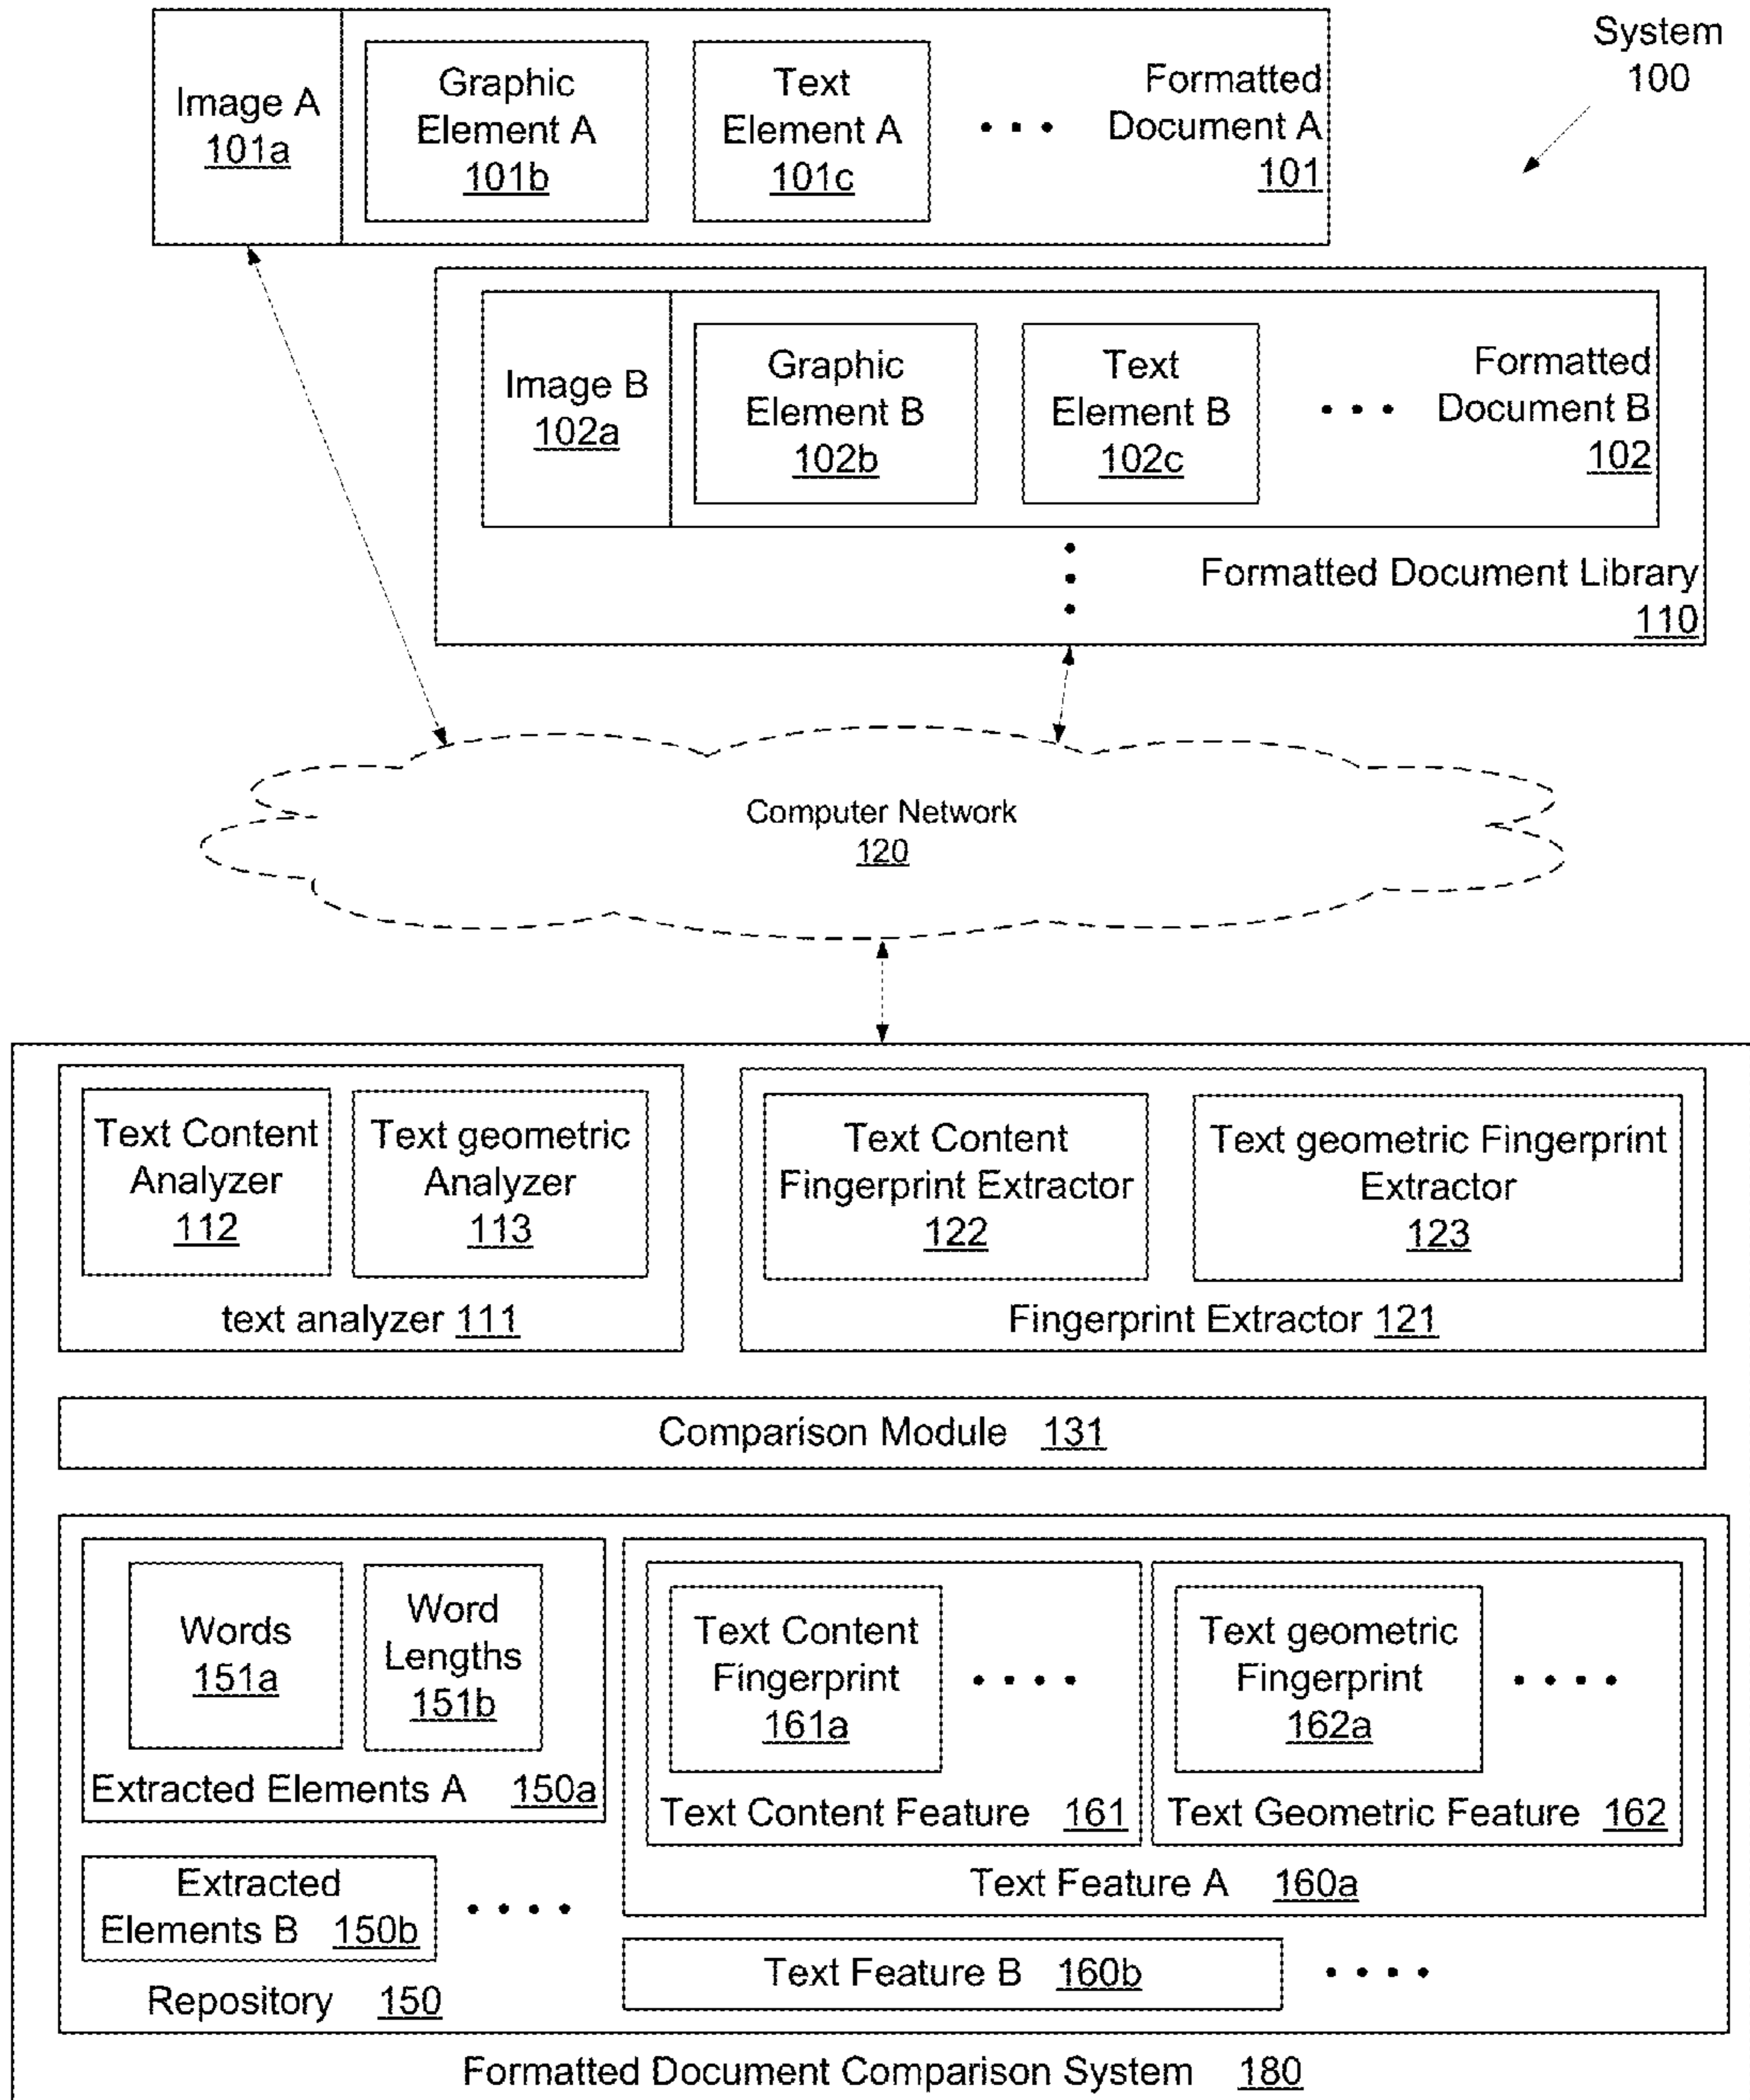 System
100
Image A
101a
Graphic
Element A
101b
Text
Element A
101c
Formatted
Document A
101
Image B
102a
Graphic
Element B
102b
Text
Element B
102c
Formatted
Document B
102
Formatted Document Library
110
Computer Network
120
Text Content
Analyzer
112
Text geometric
Analyzer
113
text analyzer 111
Text Content
Fingerprint Extractor
122
Text geometric Fingerprint
Extractor
123
Fingerprint Extractor 121
Comparison Module 131
Words
151a
Word
Lengths
151b
Extracted Elements A 150a
Text Content
Fingerprint
161a
Text Content Feature 161
Text geometric
Fingerprint
162a
Text Geometric Feature 162
Text Feature A 160a
Extracted
Elements B 150b
Text Feature B 160b
Repository 150
Formatted Document Comparison System 180